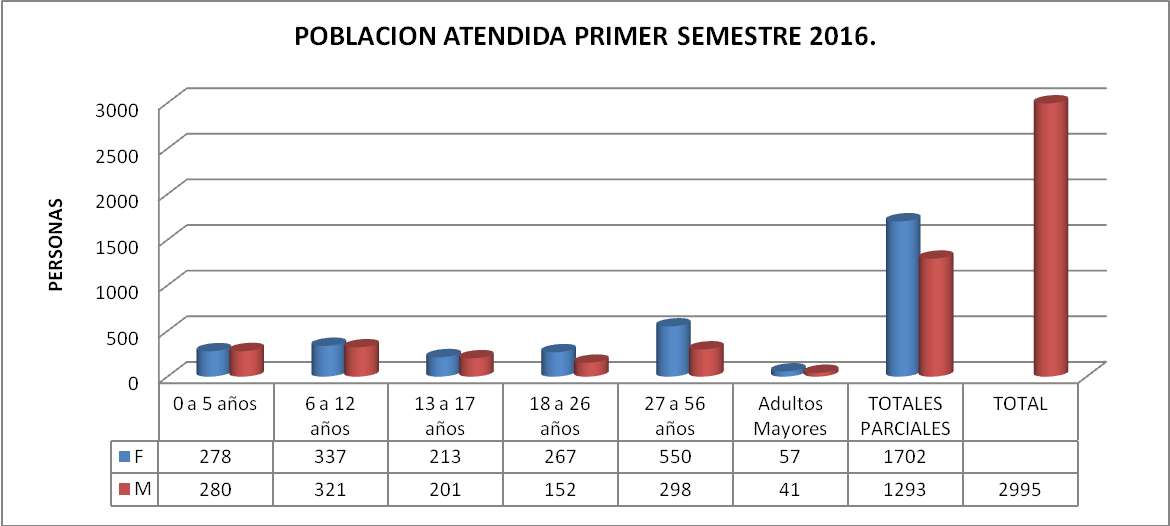 POBLACION ATENDIDA PRIMER SEMESTRE 2016.
PERSONAS
3000
2500
2000
1500
1000
500
0
0 a 5 años 6 a 12 años 13 a 17 años 18 a 26 años 27 a 56 años Adultos Mayores TOTALES PARCIALES TOTAL
F 278 337 213 267 550 57 1702
M 280 321 201 152 298 41 1293 2995